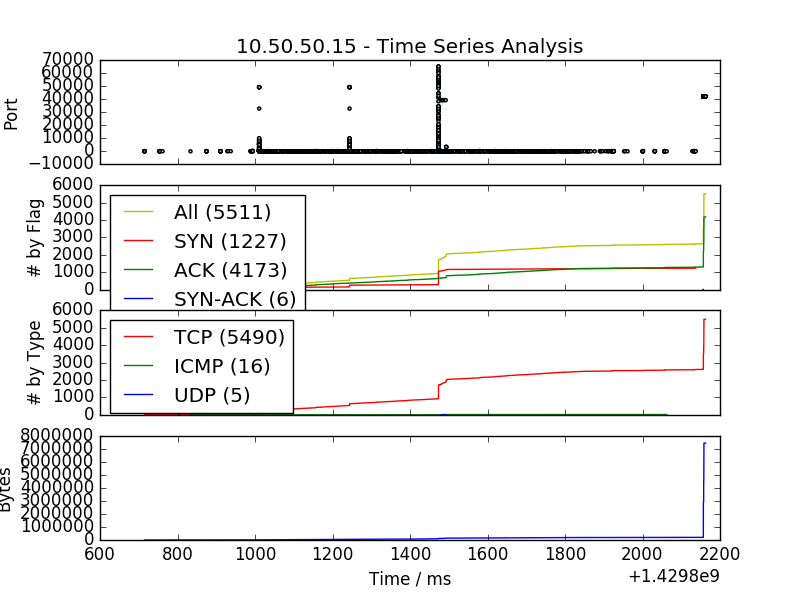 10.50.50.15 - Time Series Analysis
70000
60000
50000
40000
30000
20000
10000
0
−10000
Port
6000
5000
4000
3000
2000
1000
0
# by Flag
All (5511)
SYN (1227)
ACK (4173)
SYN-ACK (6)
6000
5000
4000
3000
2000
1000
0
# by Type
TCP (5490)
ICMP (16)
UDP (5)
8000000
7000000
6000000
5000000
4000000
3000000
2000000
1000000
0
Bytes
600 800 1000 1200 1400 1600 1800 2000 2200
Time / ms
+1.4298e9